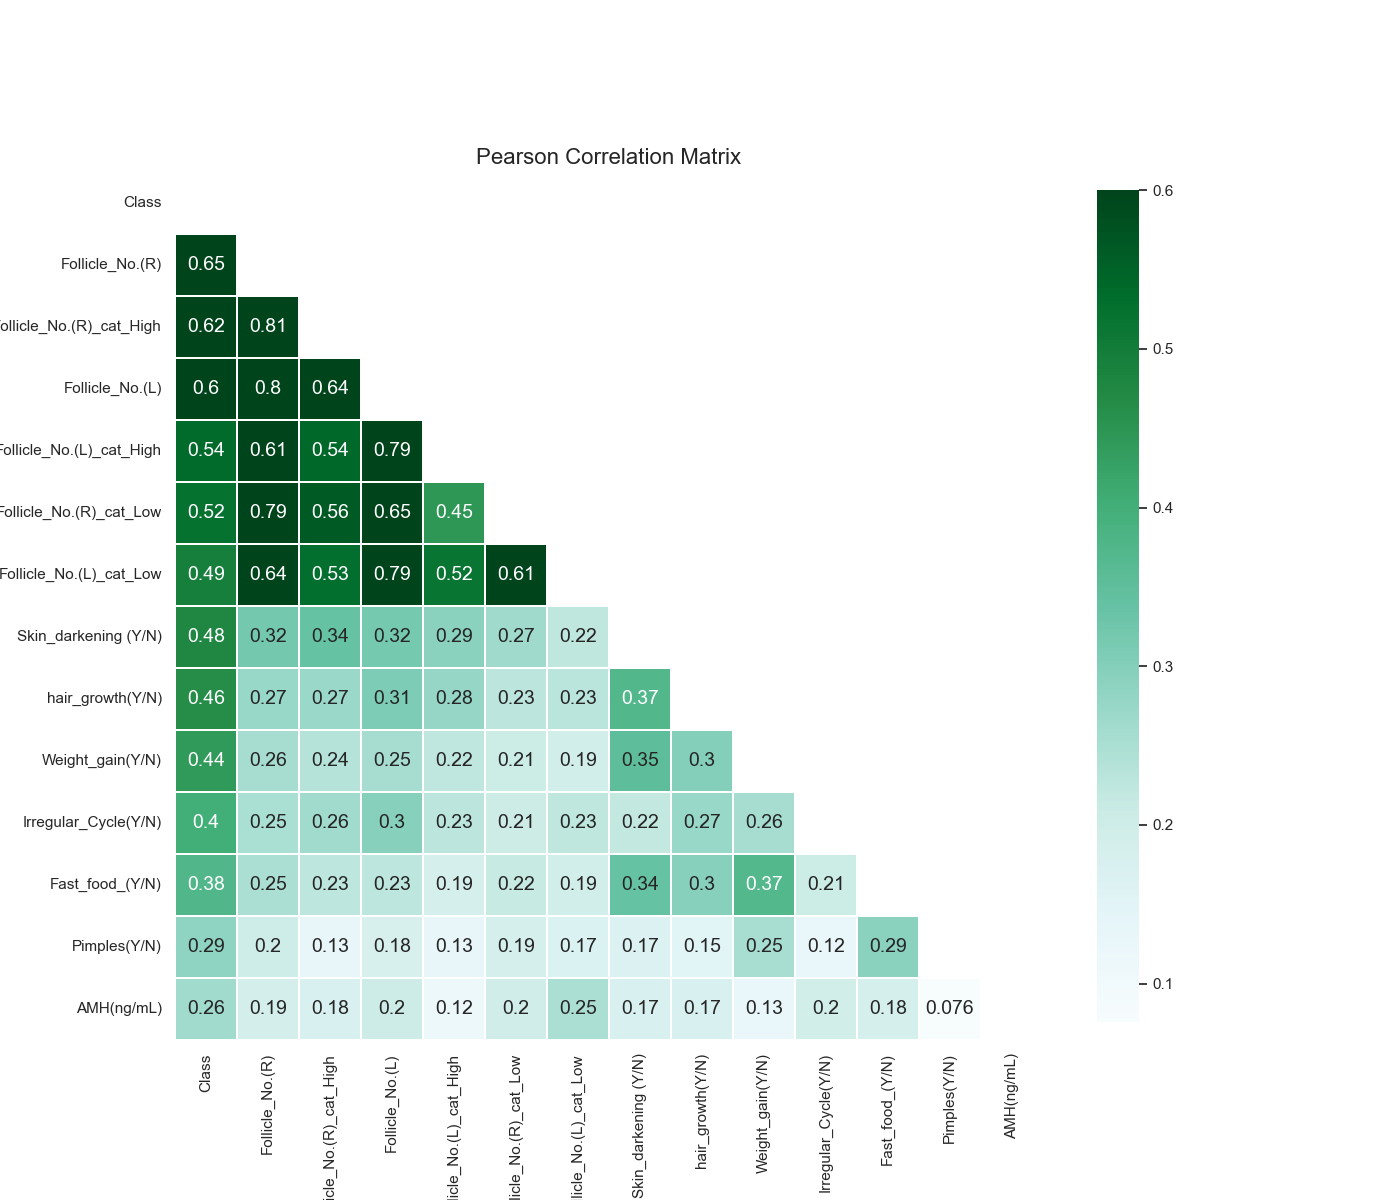 Pearson Correlation Matrix
Class
Follicle_No.(R) 0.65
ollicle_No.(R)_cat_High 0.62 0.81
Follicle_No.(L) 0.6 0.8 0.64
Follicle_No.(L)_cat_High 0.54 0.61 0.54 0.79
Follicle_No.(R)_cat_Low 0.52 0.79 0.56 0.65 0.45
Follicle_No.(L)_cat_Low 0.49 0.64 0.53 0.79 0.52 0.61
Skin_darkening (Y/N) 0.48 0.32 0.34 0.32 0.29 0.27 0.22
hair_growth(Y/N) 0.46 0.27 0.27 0.31 0.28 0.23 0.23 0.37
Weight_gain(Y/N) 0.44 0.26 0.24 0.25 0.22 0.21 0.19 0.35 0.3
Irregular_Cycle(Y/N) 0.4 0.25 0.26 0.3 0.23 0.21 0.23 0.22 0.27 0.26
Fast_food_(Y/N) 0.38 0.25 0.23 0.23 0.19 0.22 0.19 0.34 0.3 0.37 0.21
Pimples(Y/N) 0.29 0.2 0.13 0.18 0.13 0.19 0.17 0.17 0.15 0.25 0.12 0.29
AMH(ng/mL) 0.26 0.19 0.18 0.2 0.12 0.2 0.25 0.17 0.17 0.13 0.2 0.18 0.076
Class
Follicle_No.(R)
licle_No.(R)_cat_High
Follicle_No.(L)
licle_No.(L)_cat_High
llicle_No.(R)_cat_Low
llicle_No.(L)_cat_Low
Skin_darkening (Y/N)
hair_growth(Y/N)
Weight_gain(Y/N)
Irregular_Cycle(Y/N)
Fast_food_(Y/N)
Pimples(Y/N)
AMH(ng/mL)
0.6
0.5
0.4
0.3
0.2
0.1